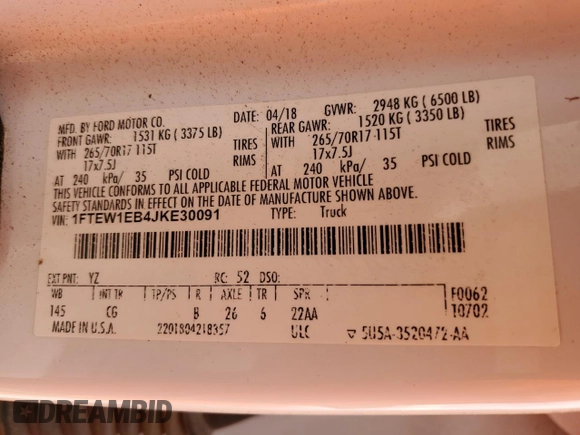 MFD. BY FORD MOTOR CO.
DATE: 04/18 GVWR: 2948 KG ( 6500 LB)
FRONT GAWR: 1531 KG ( 3375 LB) REAR GAWR: 1520 KG ( 3350 LB)
WITH 265/70R17-115T TIRES WITH 265/70R17-115T TIRES
17x7.5J RIMS 17x7.5J RIMS
AT 240 kPa/ 35 PSI COLD AT 240 kPa/ 35 PSI COLD
THIS VEHICLE CONFORMS TO ALL APPLICABLE FEDERAL MOTOR VEHICLE
SAFETY STANDARDS IN EFFECT ON THE DATE OF MANUFACTURE SHOWN ABOVE.
VIN: 1FTEW1EB4JKE30091 TYPE: Truck
EXT PNT: YZ RC: 52 DSO:
WB INT TR TP/PS R AXLE TR SPR F0062
145 CG B 26 6 22AA T0702
MADE IN U.S.A. 2201804218357 ULC 5U5A-3520472-AA
DREAMBID